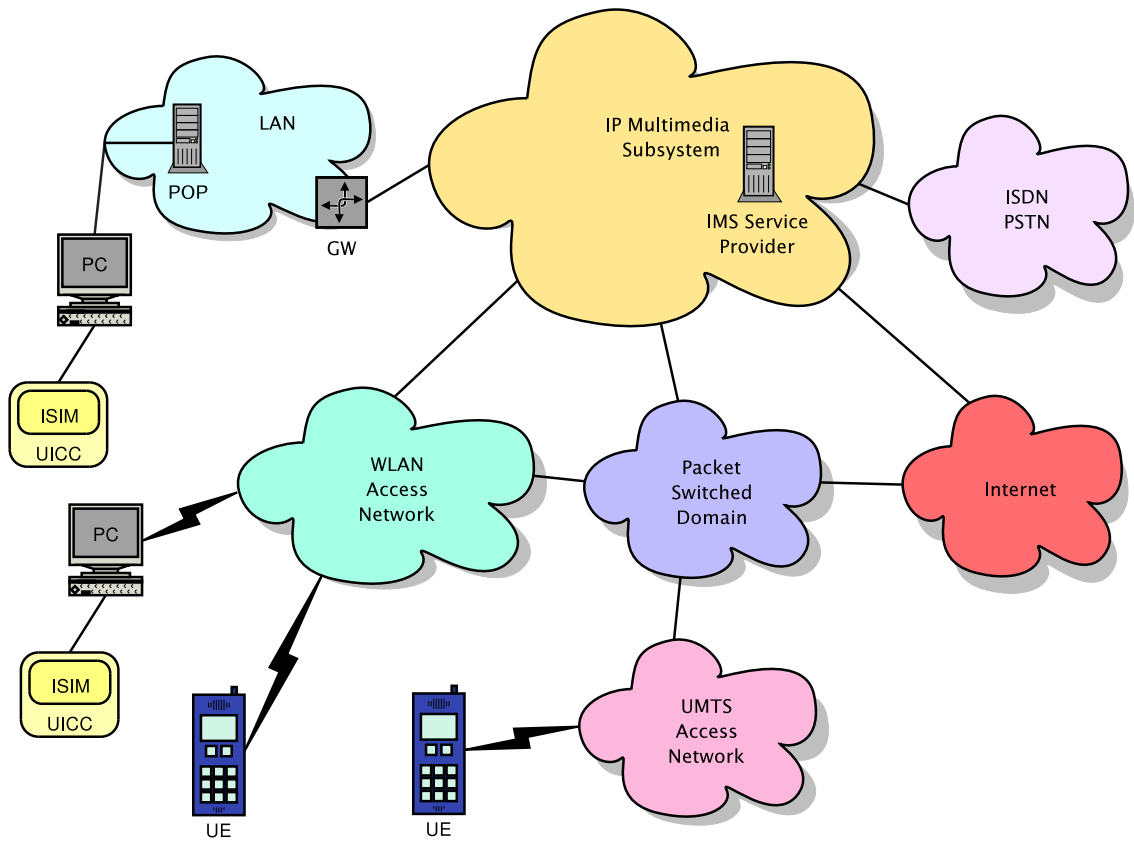 LAN
POP
GW
IP Multimedia
Subsystem
IMS Service
Provider
ISDN
PSTN
PC
ISIM
UICC
WLAN
Access
Network
Packet
Switched
Domain
Internet
PC
ISIM
UICC
UE
UE
UMTS
Access
Network